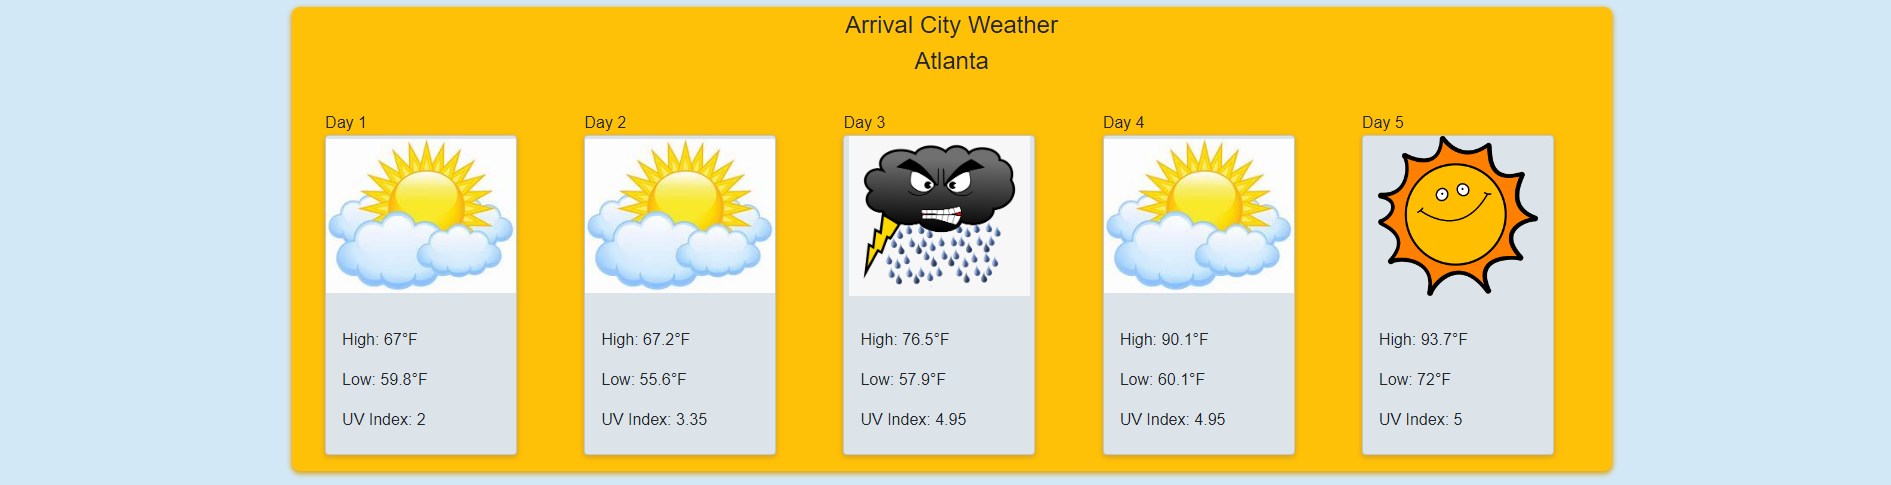 Arrival City Weather
Atlanta
Day 1
High: 67°F
Low: 59.8°F
UV Index: 2
Day 2
High: 67.2°F
Low: 55.6°F
UV Index: 3.35
Day 3
High: 76.5°F
Low: 57.9°F
UV Index: 4.95
Day 4
High: 90.1°F
Low: 60.1°F
UV Index: 4.95
Day 5
High: 93.7°F
Low: 72°F
UV Index: 5